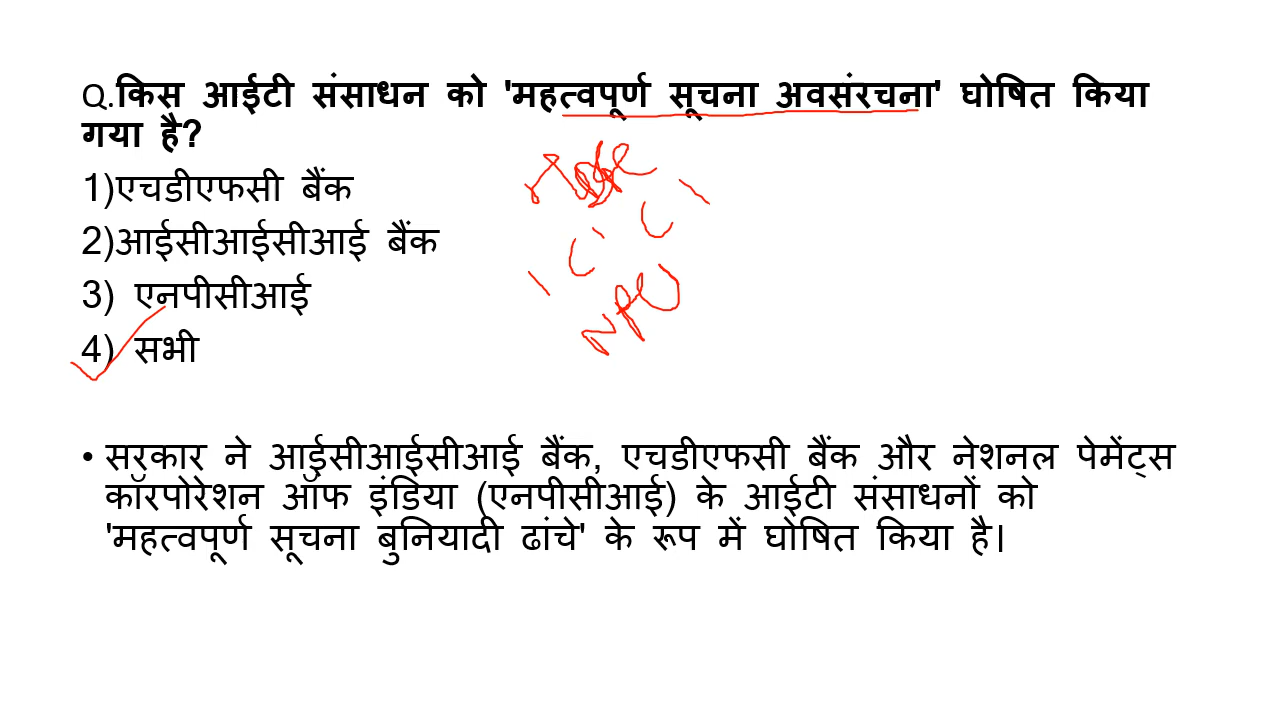 Q.किस आईटी संसाधन को 'महत्वपूर्ण सूचना अवसंरचना' घोषित किया
गया है?
1)एचडीएफसी बैंक
2)आईसीआईसीआई बैंक
3) एनपीसीआई
4) सभी
• सरकार ने आईसीआईसीआई बैंक, एचडीएफसी बैंक और नेशनल पेमेंट्स
कॉरपोरेशन ऑफ इंडिया (एनपीसीआई) के आईटी संसाधनों को
'महत्वपूर्ण सूचना बुनियादी ढांचे' के रूप में घोषित किया है।